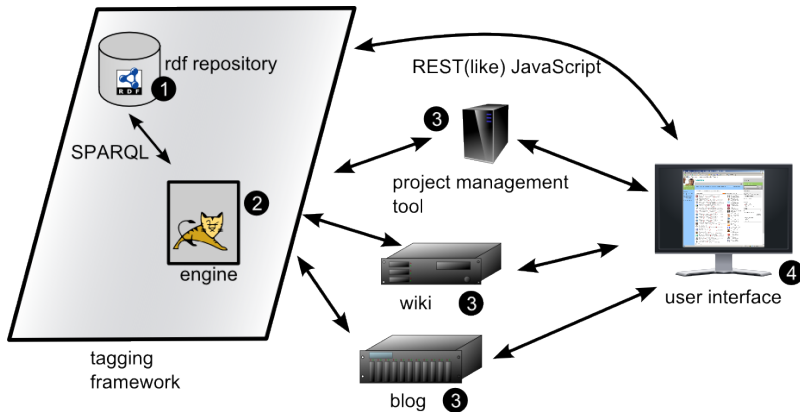 rdf repository
RDF
1
SPARQL
2
engine
tagging
framework
REST(like) JavaScript
3
project management
tool
wiki
3
blog
3
4
user interface